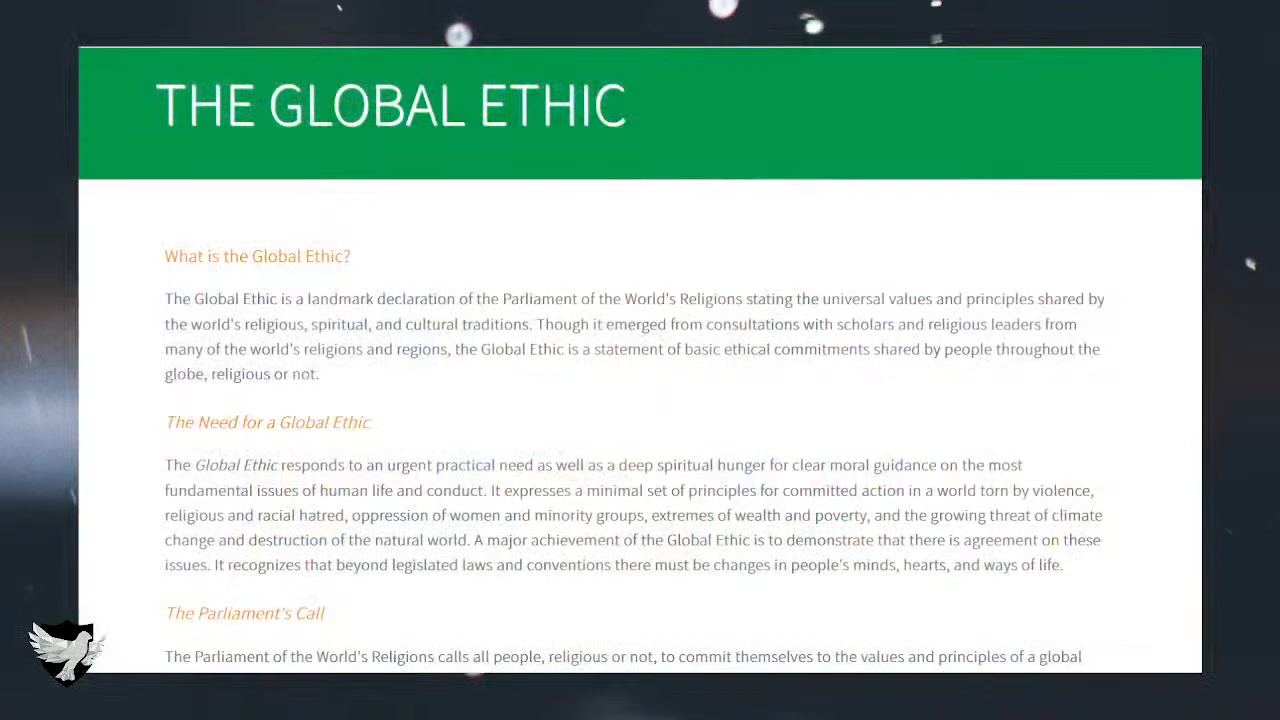 THE GLOBAL ETHIC
What is the Global Ethic?
The Global Ethic is a landmark declaration of the Parliament of the World's Religions stating the universal values and principles shared by
the world's religious, spiritual, and cultural traditions. Though it emerged from consultations with scholars and religious leaders from
many of the world's religions and regions, the Global Ethic is a statement of basic ethical commitments shared by people throughout the
globe, religious or not.
The Need for a Global Ethic
The Global Ethic responds to an urgent practical need as well as a deep spiritual hunger for clear moral guidance on the most
fundamental issues of human life and conduct. It expresses a minimal set of principles for committed action in a world torn by violence,
religious and racial hatred, oppression of women and minority groups, extremes of wealth and poverty, and the growing threat of climate
change and destruction of the natural world. A major achievement of the Global Ethic is to demonstrate that there is agreement on these
issues. It recognizes that beyond legislated laws and conventions there must be changes in people's minds, hearts, and ways of life.
The Parliament's Call
The Parliament of the World's Religions calls all people, religious or not, to commit themselves to the values and principles of a global